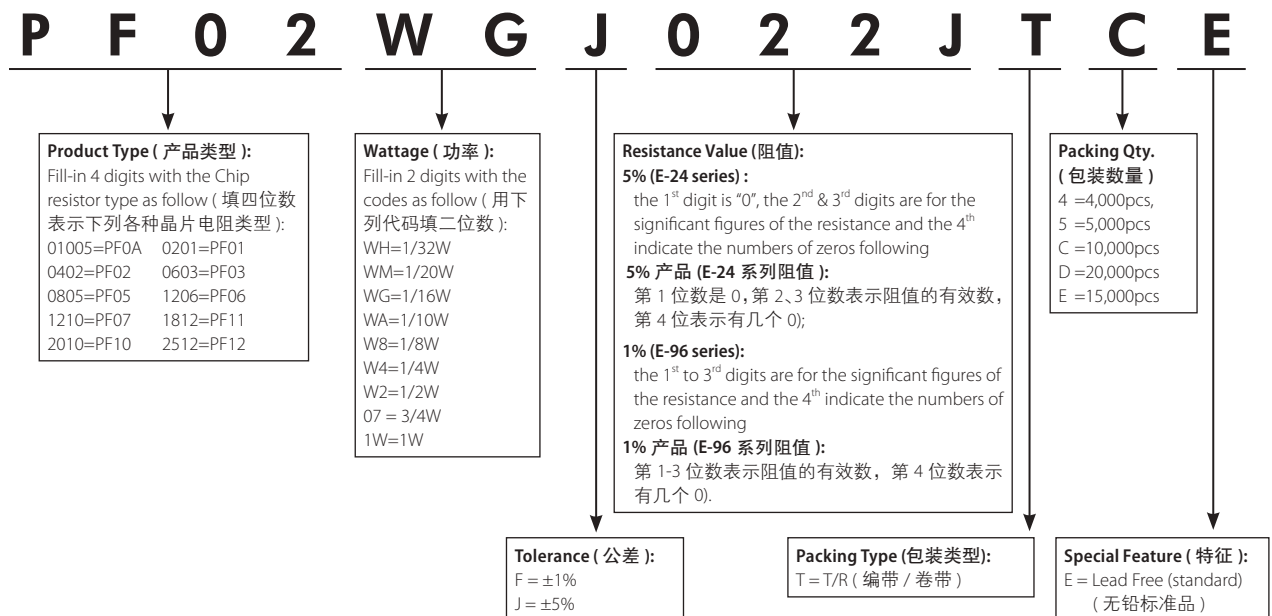 P F 0 2 W G J 0 2 2 J T C E
Product Type ( 产品类型 ):
Fill-in 4 digits with the Chip
resistor type as follow ( 填四位数
表示下列各种晶片电阻类型 ):
01005=PF0A 0201=PF01
0402=PF02 0603=PF03
0805=PF05 1206=PF06
1210=PF07 1812=PF11
2010=PF10 2512=PF12
Wattage ( 功率 ):
Fill-in 2 digits with the
codes as follow ( 用下
列代码填二位数 ):
WH=1/32W
WM=1/20W
WG=1/16W
WA=1/10W
W8=1/8W
W4=1/4W
W2=1/2W
07 = 3/4W
1W=1W
Resistance Value (阻值):
5% (E-24 series) :
the 1st digit is “0”, the 2nd & 3rd digits are for the
significant figures of the resistance and the 4th
indicate the numbers of zeros following
5% 产品 (E-24 系列阻值 ):
第 1 位数是 0，第 2、3 位数表示阻值的有效数，
第 4 位表示有几个 0);
1% (E-96 series):
the 1st to 3rd digits are for the significant figures of
the resistance and the 4th indicate the numbers of
zeros following
1% 产品 (E-96 系列阻值 ):
第 1-3 位数表示阻值的有效数，第 4 位数表示
有几个 0).
Packing Qty.
( 包装数量 )
4 =4,000pcs,
5 =5,000pcs
C =10,000pcs
D =20,000pcs
E =15,000pcs
Tolerance ( 公差 ):
F = ±1%
J = ±5%
Packing Type (包装类型):
T = T/R ( 编带 / 卷带 )
Special Feature ( 特征 ):
E = Lead Free (standard)
( 无铅标准品 )